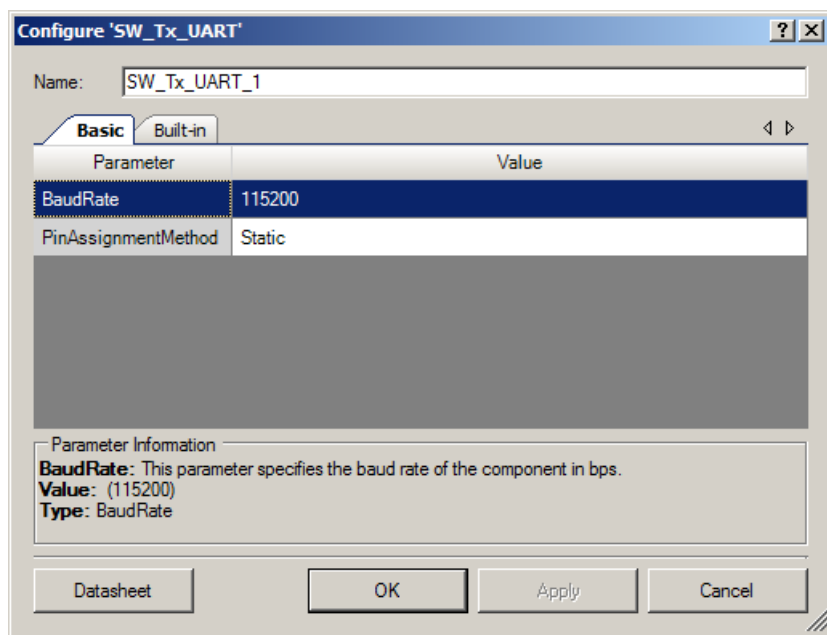 Configure 'SW_Tx_UART'
Name: SW_Tx_UART_1
Basic Built-in
Parameter Value
BaudRate 115200
PinAssignmentMethod Static
Parameter Information
BaudRate: This parameter specifies the baud rate of the component in bps.
Value: (115200)
Type: BaudRate
Datasheet OK Apply Cancel